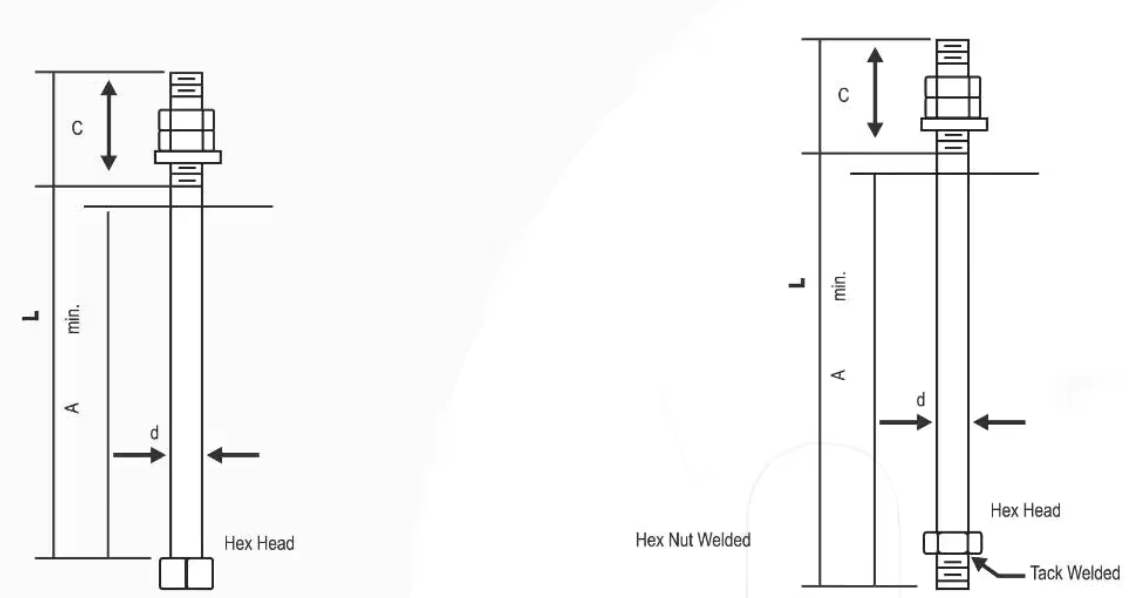 C
L
min.
A
d
Hex Head
C
L
min.
A
d
Hex Head
Hex Nut Welded
Tack Welded